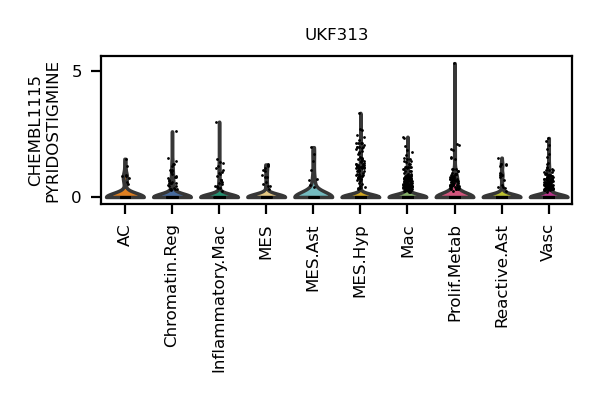 UKF313
CHEMBL1115
PYRIDOSTIGMINE
5
0
AC
Chromatin.Reg
Inflammatory.Mac
MES
MES.Ast
MES.Hyp
Mac
Prolif.Metab
Reactive.Ast
Vasc